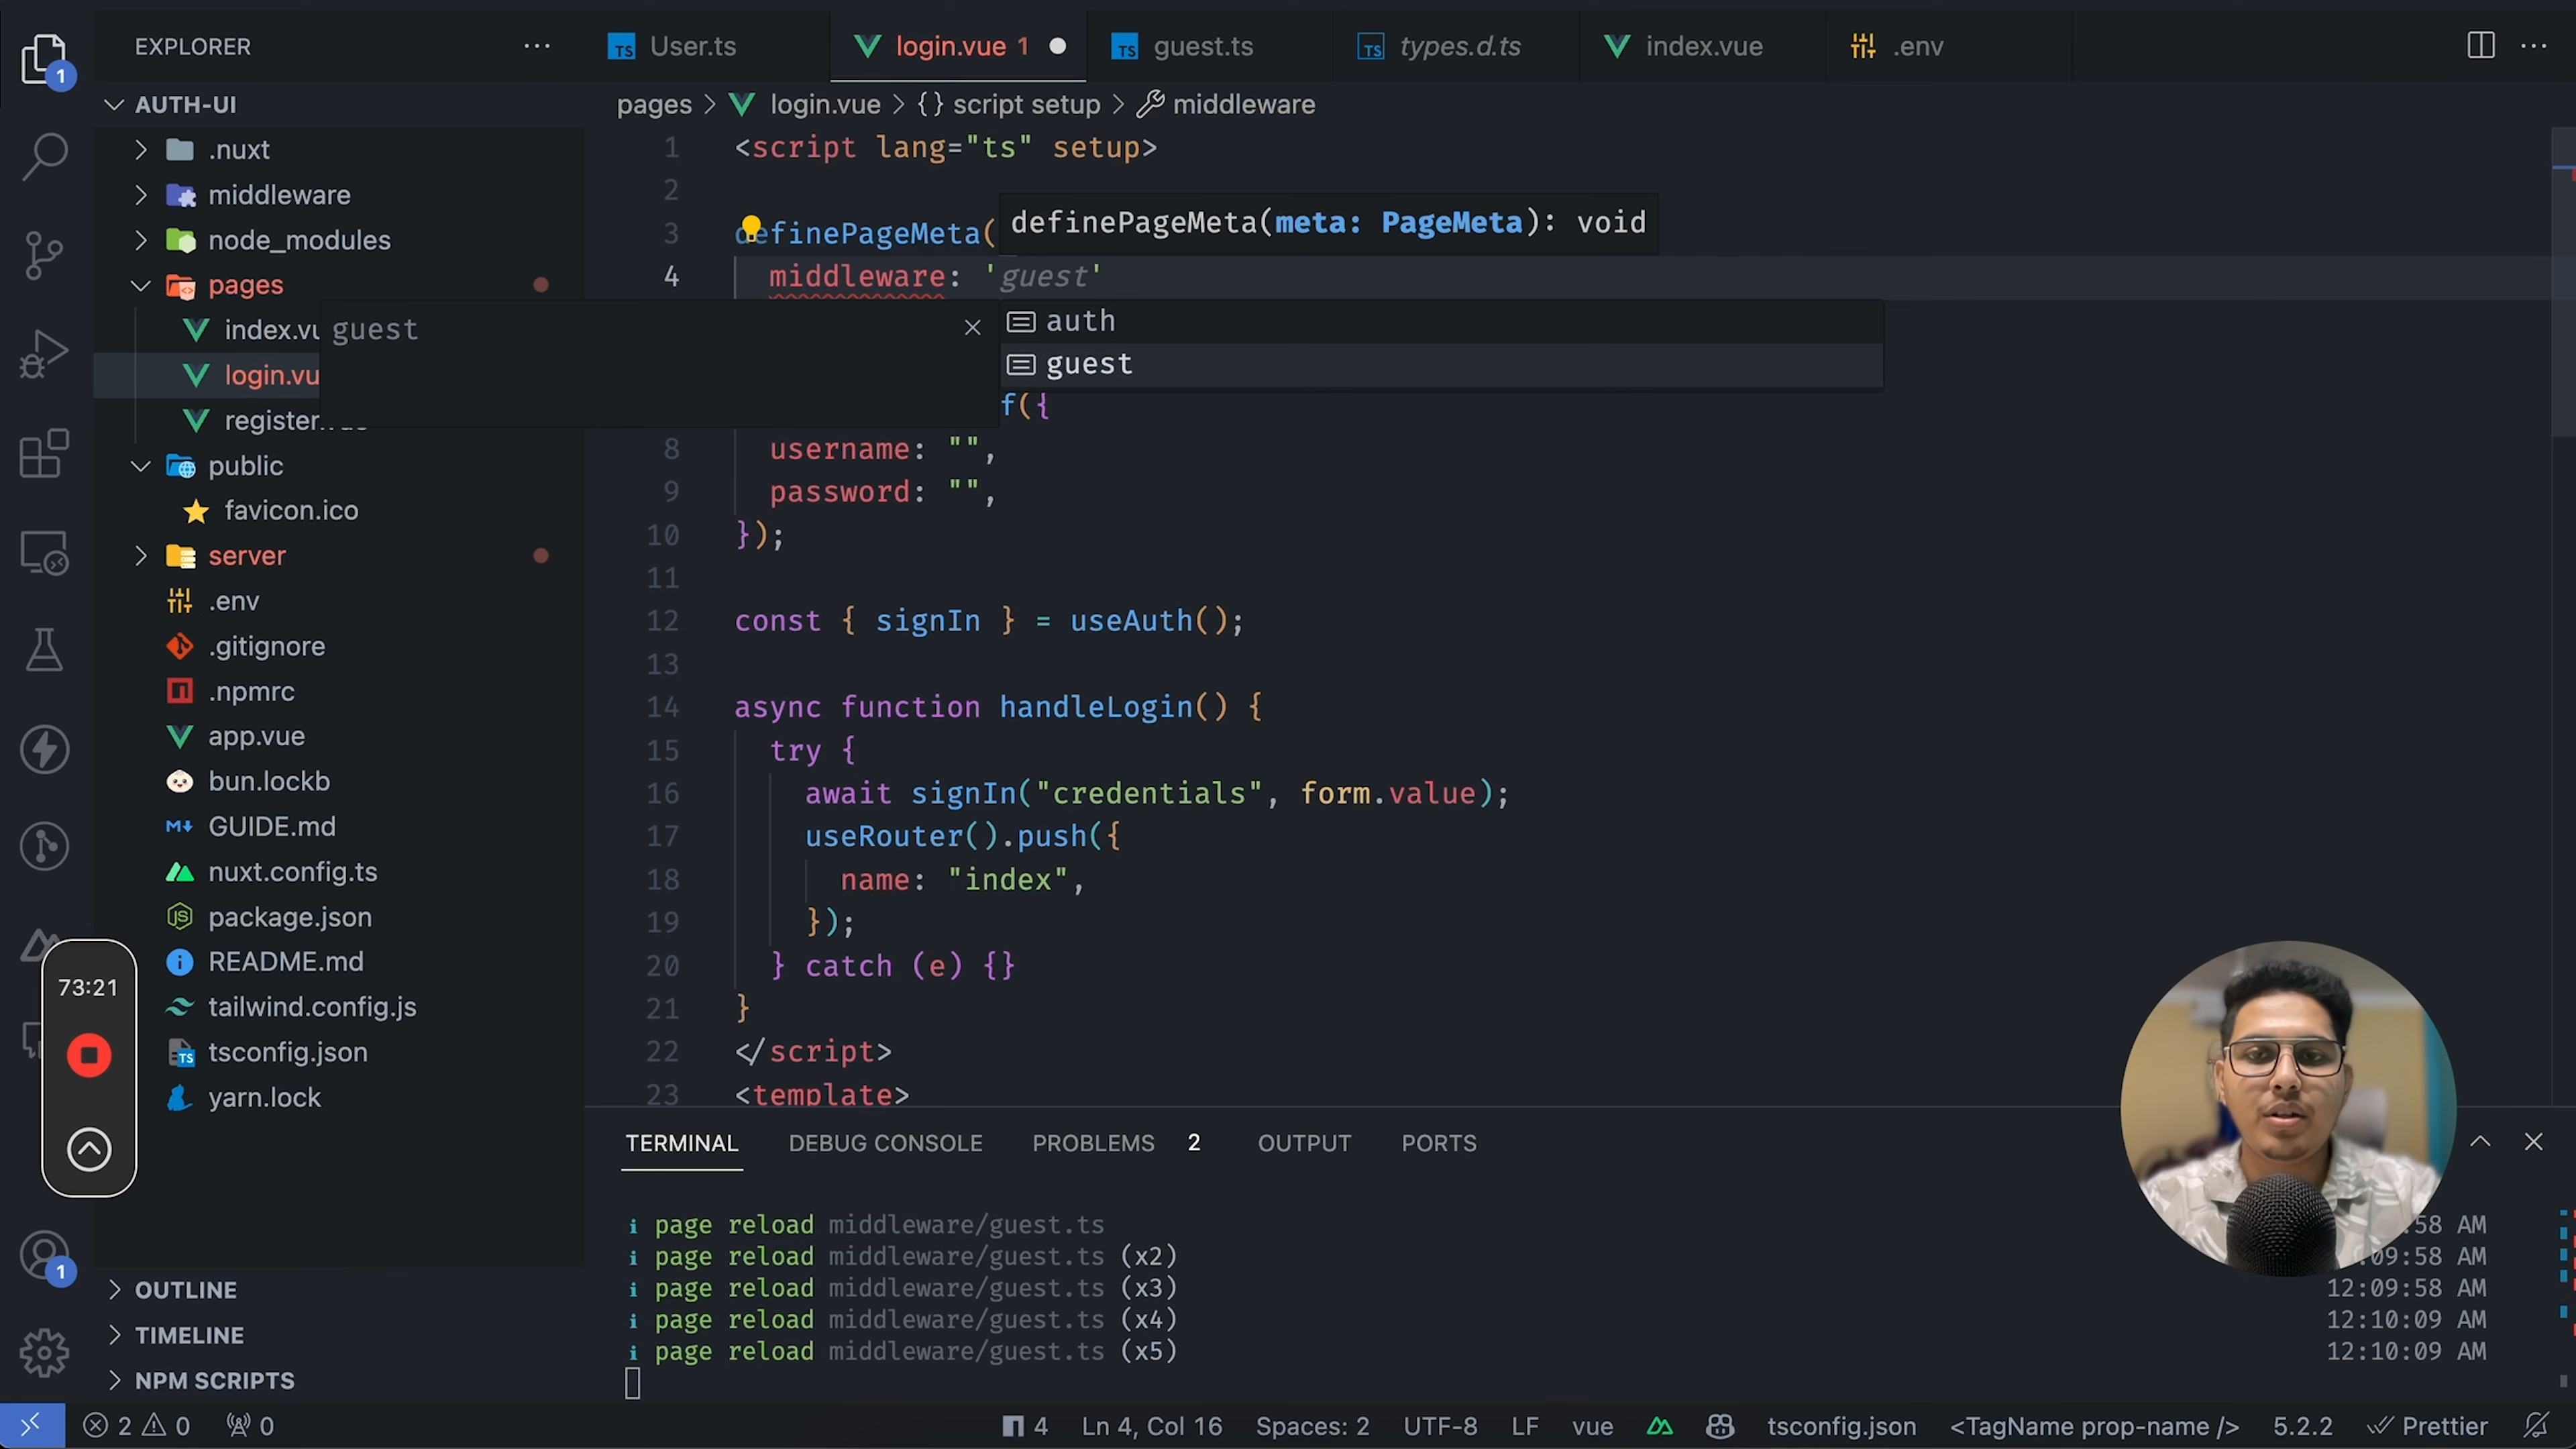 EXPLORER
AUTH-UI
.nuxt
middleware
node_modules
pages
index.vu
login.vu
register.
public
favicon.ico
server
.env
.gitignore
.npmrc
app.vue
bun.lockb
GUIDE.md
nuxt.config.ts
package.json
README.md
tailwind.config.js
tsconfig.json
yarn.lock
OUTLINE
TIMELINE
NPM SCRIPTS
1
1
73:21
User.ts
login.vue 1
guest.ts
types.d.ts
index.vue
.env
pages > login.vue > {} script setup > middleware
1 <script lang="ts" setup>
2
3 definePageMeta(
definePageMeta(meta: PageMeta): void
4 middleware: 'guest'
guest
auth
guest
f({
8 username: "",
9 password: "",
10 });
11
12 const { signIn } = useAuth();
13
14 async function handleLogin() {
15 try {
16 await signIn("credentials", form.value);
17 useRouter().push({
18 name: "index",
19 });
20 } catch (e) {}
21 }
22 </script>
23 <template>
TERMINAL DEBUG CONSOLE PROBLEMS 2 OUTPUT PORTS
i page reload middleware/guest.ts :58 AM
i page reload middleware/guest.ts (x2) :09:58 AM
i page reload middleware/guest.ts (x3) 12:09:58 AM
i page reload middleware/guest.ts (x4) 12:10:09 AM
i page reload middleware/guest.ts (x5) 12:10:09 AM
2 0 0 4 Ln 4, Col 16 Spaces: 2 UTF-8 LF vue tsconfig.json <TagName prop-name /> 5.2.2 Prettier